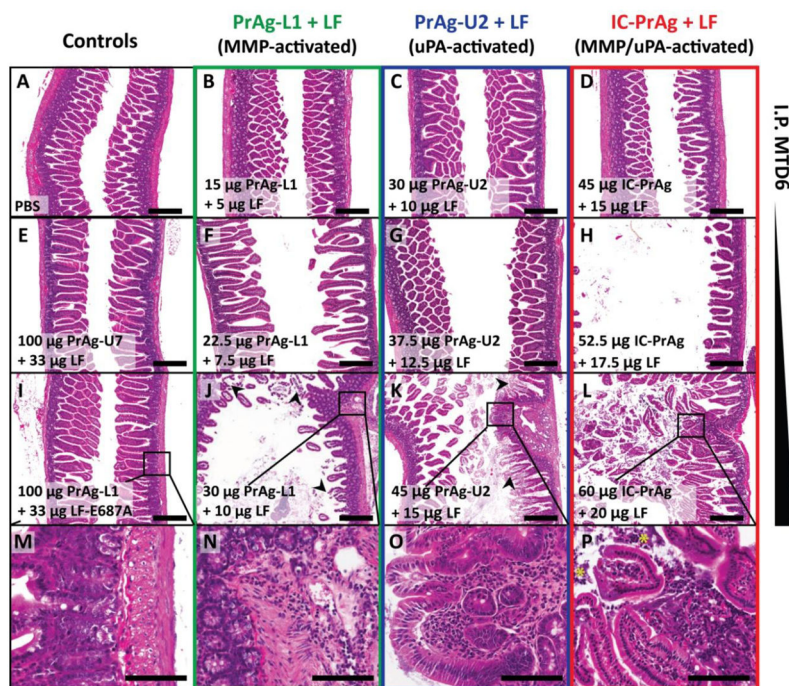 Controls
PrAg-L1 + LF
(MMP-activated)
PrAg-U2 + LF
(uPA-activated)
IC-PrAg + LF
(MMP/uPA-activated)
A
PBS
B
15 µg PrAg-L1
+ 5 µg LF
C
30 µg PrAg-U2
+ 10 µg LF
D
45 µg IC-PrAg
+ 15 µg LF
I.P. MTD6
E
100 µg PrAg-U7
+ 33 µg LF
F
22.5 µg PrAg-L1
+ 7.5 µg LF
G
37.5 µg PrAg-U2
+ 12.5 µg LF
H
52.5 µg IC-PrAg
+ 17.5 µg LF
I
100 µg PrAg-L1
+ 33 µg LF-E687A
J
30 µg PrAg-L1
+ 10 µg LF
K
45 µg PrAg-U2
+ 15 µg LF
L
60 µg IC-PrAg
+ 20 µg LF
M
N
O
P